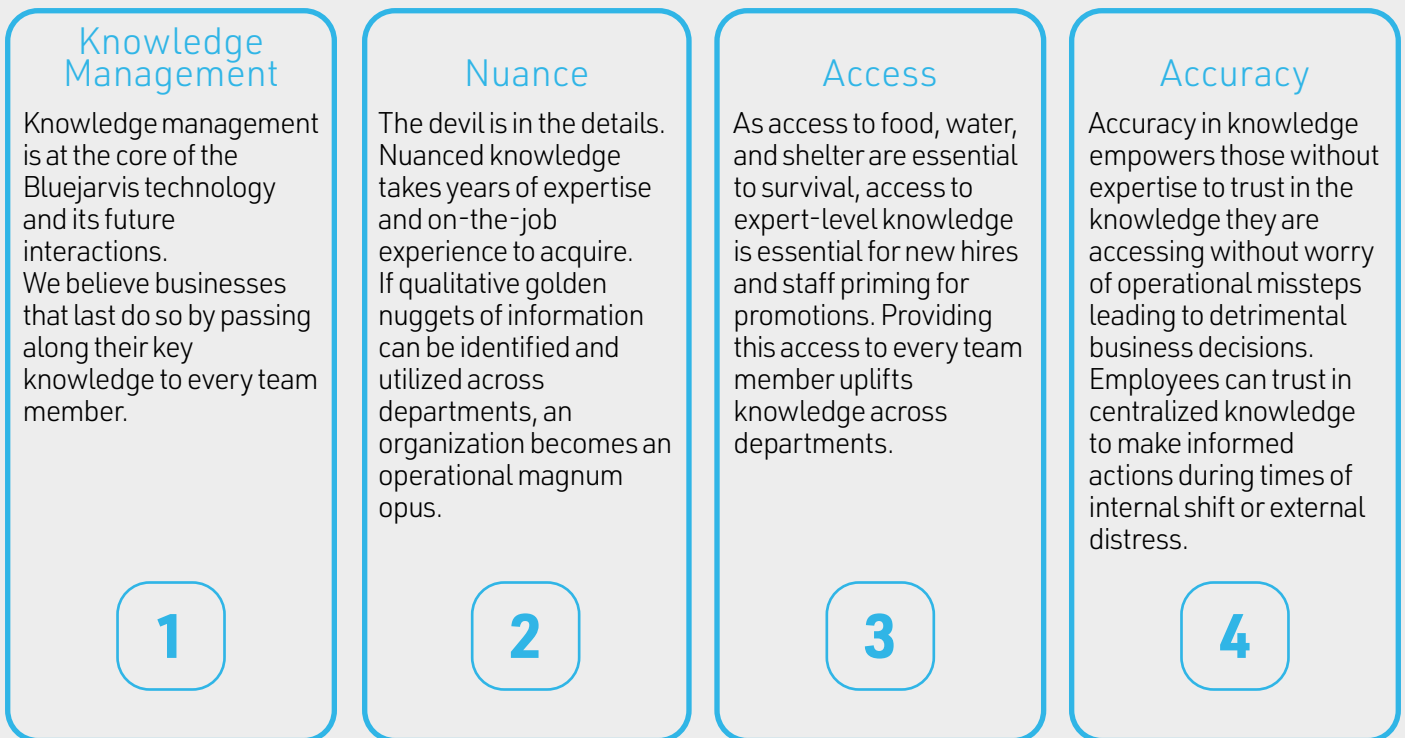 Knowledge
Management
Knowledge management
is at the core of the
Bluejarvis technology
and its future
interactions.
We believe businesses
that last do so by passing
along their key
knowledge to every team
member.
1
Nuance
The devil is in the details.
Nuanced knowledge
takes years of expertise
and on-the-job
experience to acquire.
If qualitative golden
nuggets of information
can be identified and
utilized across
departments, an
organization becomes an
operational magnum
opus.
2
Access
As access to food, water,
and shelter are essential
to survival, access to
expert-level knowledge
is essential for new hires
and staff priming for
promotions. Providing
this access to every team
member uplifts
knowledge across
departments.
3
Accuracy
Accuracy in knowledge
empowers those without
expertise to trust in the
knowledge they are
accessing without worry
of operational missteps
leading to detrimental
business decisions.
Employees can trust in
centralized knowledge
to make informed
actions during times of
internal shift or external
distress.
4